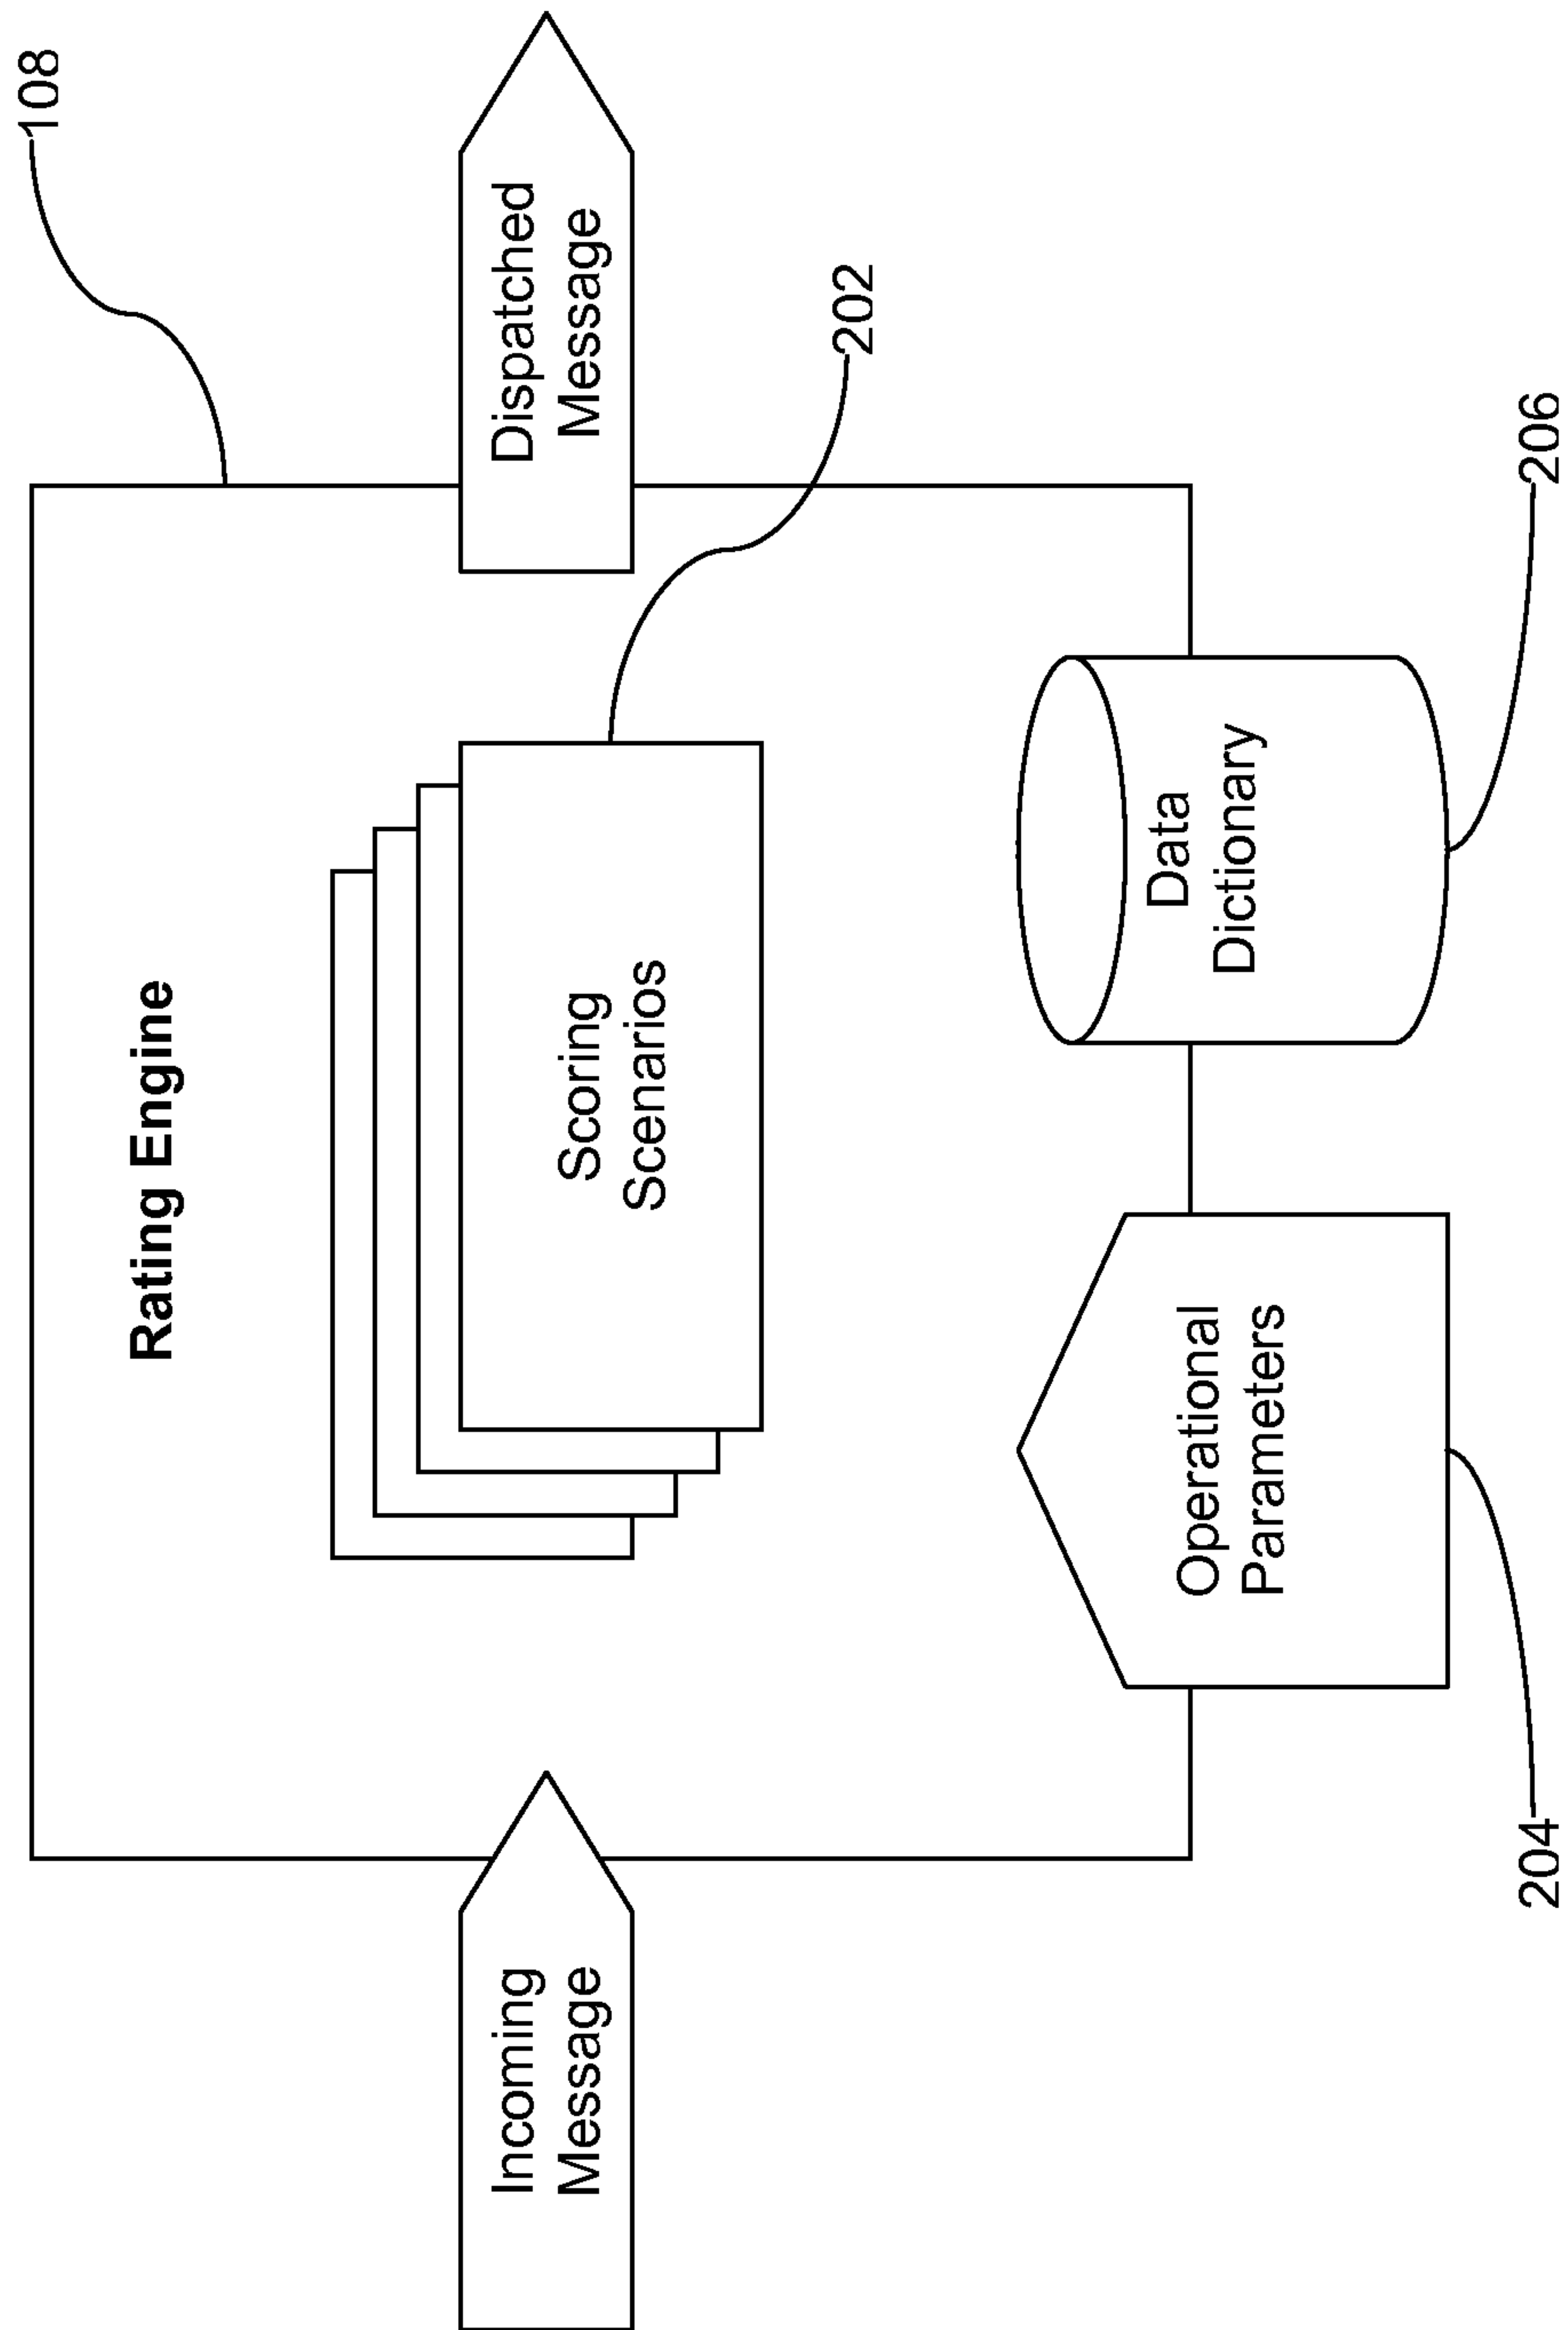 108
Rating Engine
Incoming
Message
Scoring
Scenarios
Dispatched
Message
202
Operational
Parameters
Data
Dictionary
204
206